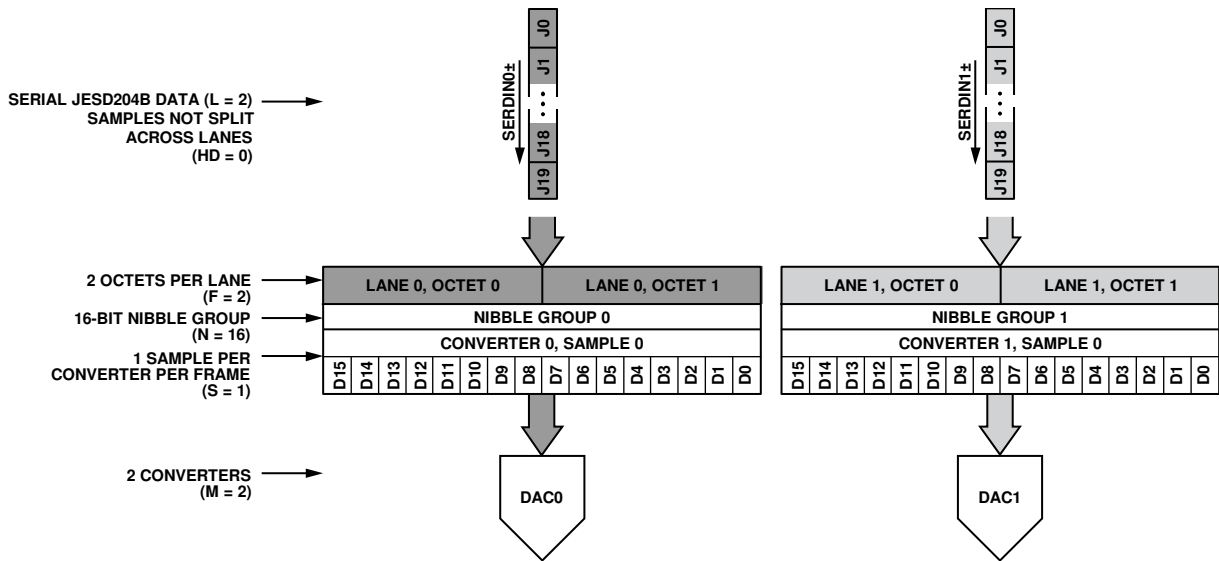 SERIAL JESD204B DATA (L = 2)
SAMPLES NOT SPLIT
ACROSS LANES
(HD = 0)
SERDIN0±
J0
J1
J18
J19
SERDIN1±
J0
J1
J18
J19
2 OCTETS PER LANE
(F = 2)
LANE 0, OCTET 0
LANE 0, OCTET 1
LANE 1, OCTET 0
LANE 1, OCTET 1
16-BIT NIBBLE GROUP
(N = 16)
NIBBLE GROUP 0
NIBBLE GROUP 1
CONVERTER 0, SAMPLE 0
CONVERTER 1, SAMPLE 0
1 SAMPLE PER
CONVERTER PER FRAME
(S = 1)
D15 D14 D13 D12 D11 D10 D9 D8 D7 D6 D5 D4 D3 D2 D1 D0
D15 D14 D13 D12 D11 D10 D9 D8 D7 D6 D5 D4 D3 D2 D1 D0
2 CONVERTERS
(M = 2)
DAC0
DAC1